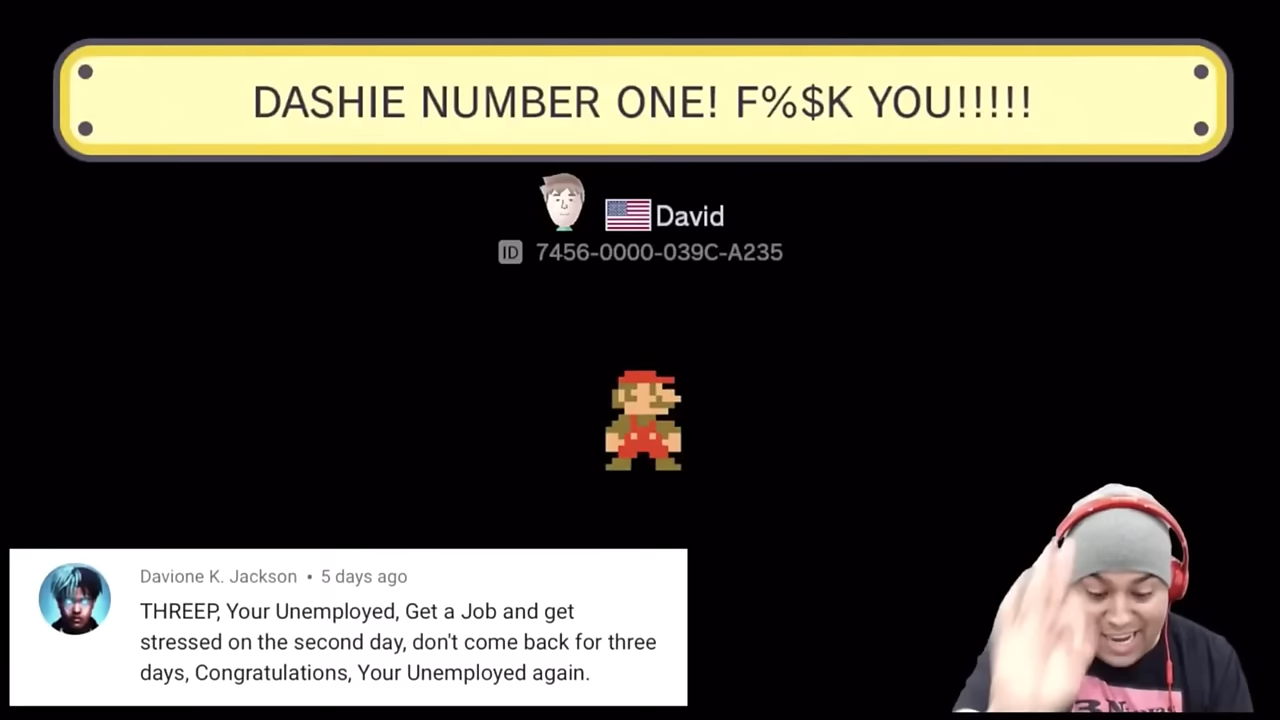 DASHIE NUMBER ONE! F%$K YOU!!!!!
David
ID 7456-0000-039C-A235
Davione K. Jackson • 5 days ago
THREEP, Your Unemployed, Get a Job and get
stressed on the second day, don't come back for three
days, Congratulations, Your Unemployed again.